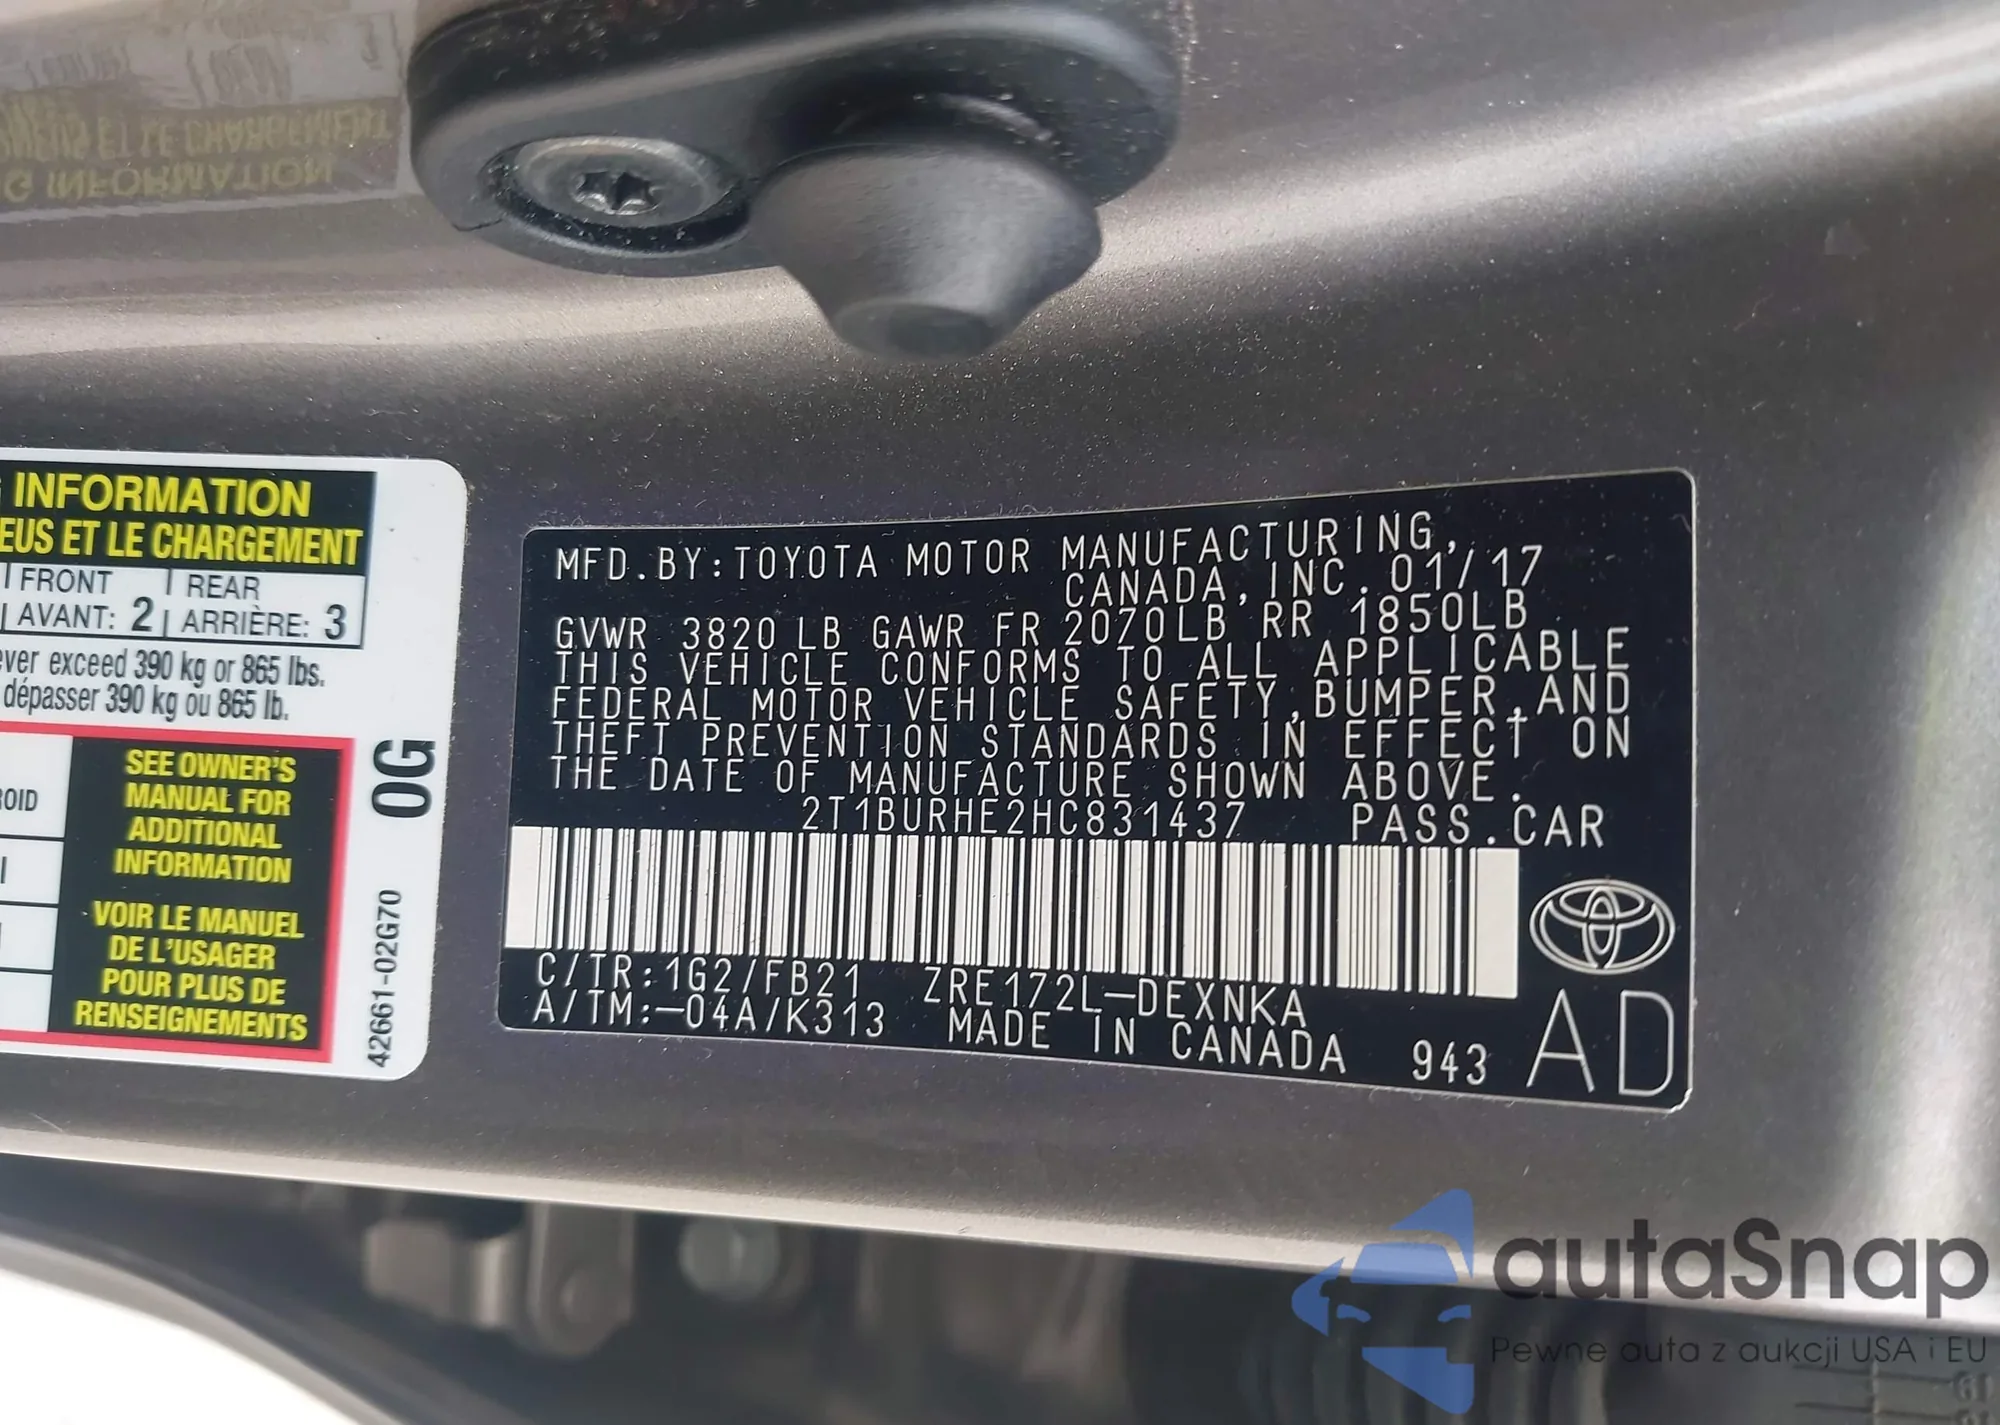 INFORMATION
EUS ET LE CHARGEMENT
FRONT REAR
AVANT: 2 ARRIÈRE: 3
ever exceed 390 kg or 865 lbs.
dépasser 390 kg ou 865 lb.
SEE OWNER'S
MANUAL FOR
ADDITIONAL
INFORMATION
VOIR LE MANUEL
DE L'USAGER
POUR PLUS DE
RENSEIGNEMENTS
OID
0G
42661-02G70
MFD.BY:TOYOTA MOTOR MANUFACTURING,
CANADA,INC.01/17
GVWR 3820LB GAWR FR 2070LB RR 1850LB
THIS VEHICLE CONFORMS TO ALL APPLICABLE
FEDERAL MOTOR VEHICLE SAFETY,BUMPER,AND
THEFT PREVENTION STANDARDS IN EFFECT ON
THE DATE OF MANUFACTURE SHOWN ABOVE.
2T1BURHE2HC831437 PASS.CAR
C/TR:1G2/FB21 ZRE172L-DEXNKA
A/TM:-04A/K313 MADE IN CANADA 943 AD
autaSnap
Pewne auta z aukcji USA i EU